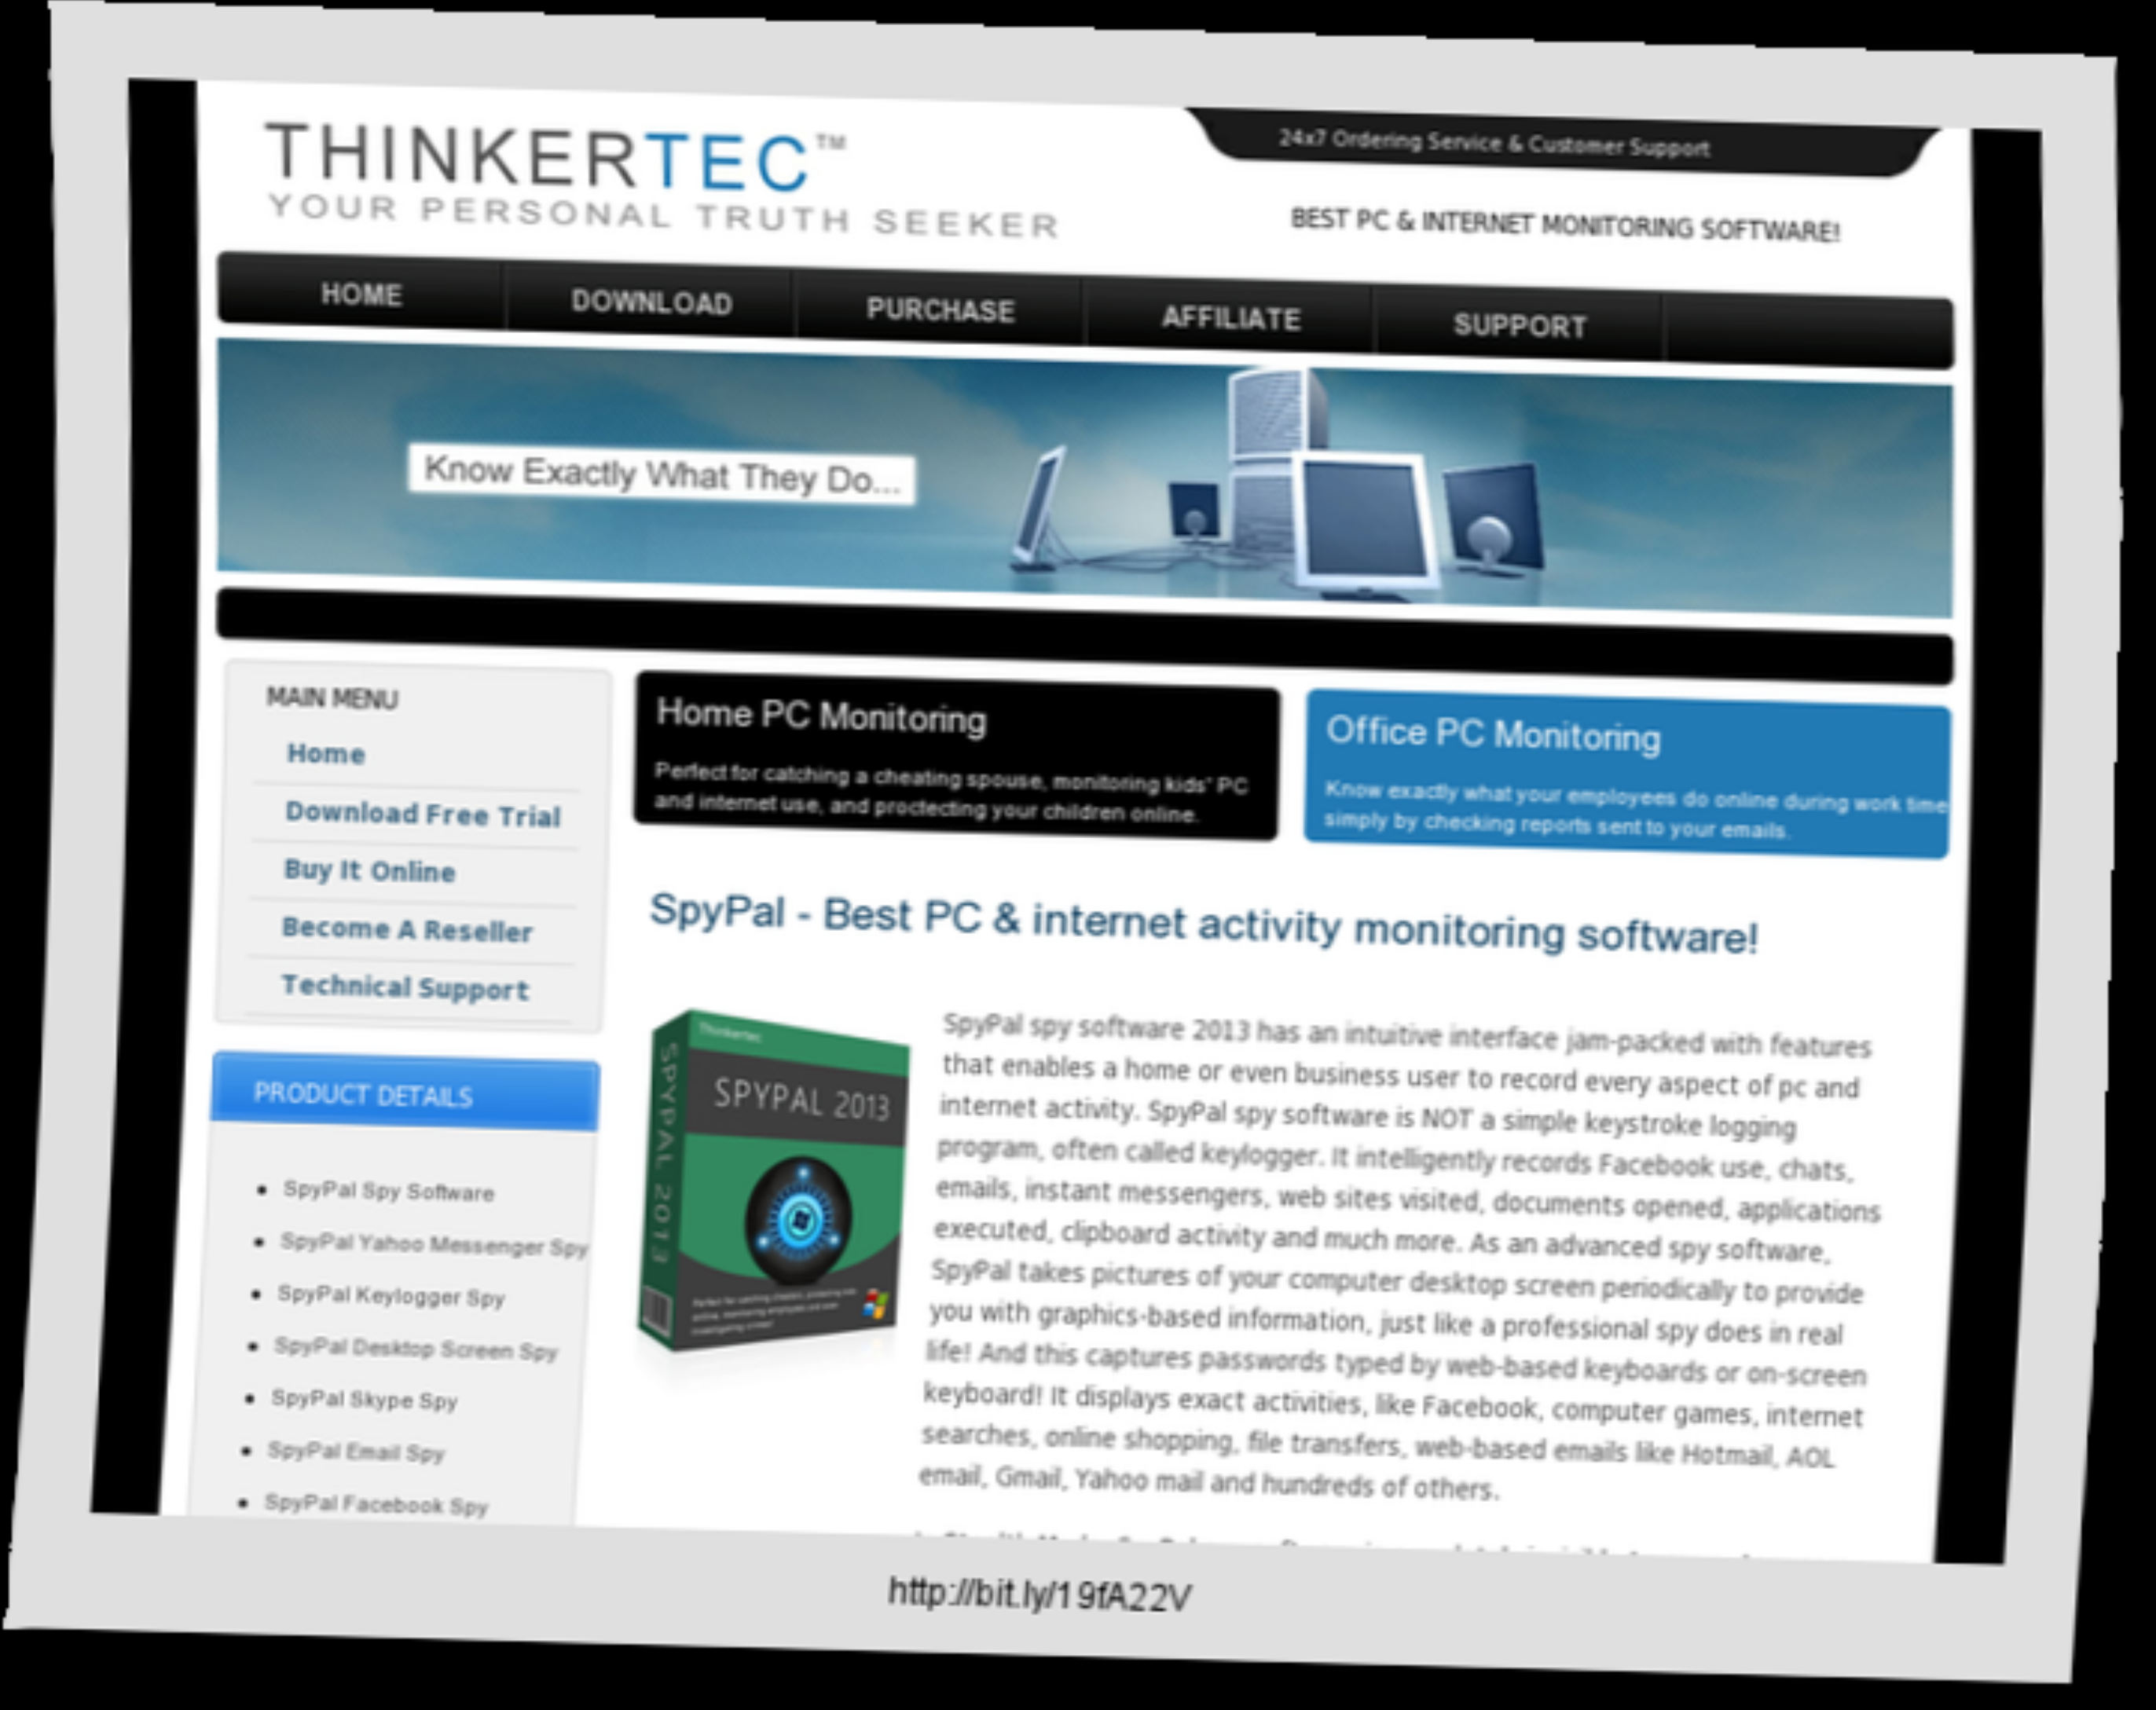 THINKERTEC™
YOUR PERSONAL TRUTH SEEKER
24x7 Ordering Service & Customer Support
BEST PC & INTERNET MONITORING SOFTWARE!
HOME
DOWNLOAD
PURCHASE
AFFILIATE
SUPPORT
Know Exactly What They Do...
MAIN MENU
Home
Download Free Trial
Buy It Online
Become A Reseller
Technical Support
Home PC Monitoring
Perfect for catching a cheating spouse, monitoring kids' PC
and internet use, and proctecting your children online.
Office PC Monitoring
Know exactly what your employees do online during work time
simply by checking reports sent to your emails.
PRODUCT DETAILS
SpyPal Spy Software
SpyPal Yahoo Messenger Spy
SpyPal Keylogger Spy
SpyPal Desktop Screen Spy
SpyPal Skype Spy
SpyPal Email Spy
SpyPal Facebook Spy
SpyPal - Best PC & internet activity monitoring software!
Thinkertec
SPYPAL 2013
SPYPAL 2013
SpyPal spy software 2013 has an intuitive interface jam-packed with features
that enables a home or even business user to record every aspect of pc and
internet activity. SpyPal spy software is NOT a simple keystroke logging
program, often called keylogger. It intelligently records Facebook use, chats,
emails, instant messengers, web sites visited, documents opened, applications
executed, clipboard activity and much more. As an advanced spy software,
SpyPal takes pictures of your computer desktop screen periodically to provide
you with graphics-based information, just like a professional spy does in real
life! And this captures passwords typed by web-based keyboards or on-screen
keyboard! It displays exact activities, like Facebook, computer games, internet
searches, online shopping, file transfers, web-based emails like Hotmail, AOL
email, Gmail, Yahoo mail and hundreds of others.
http://bit.ly/19fA22V